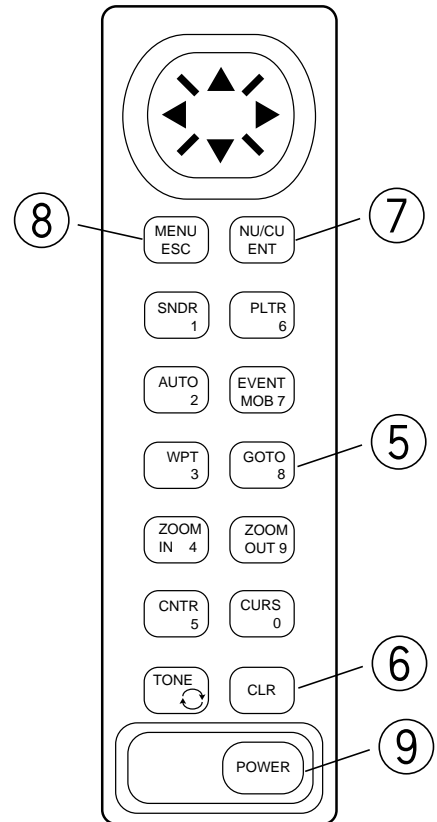 ⑧
MENU
ESC
NU/CU
ENT
⑦
SNDR
1
PLTR
6
AUTO
2
EVENT
MOB 7
WPT
3
GOTO
8
⑤
ZOOM
IN 4
ZOOM
OUT 9
CNTR
5
CURS
0
TONE
CLR
⑥
POWER
⑨